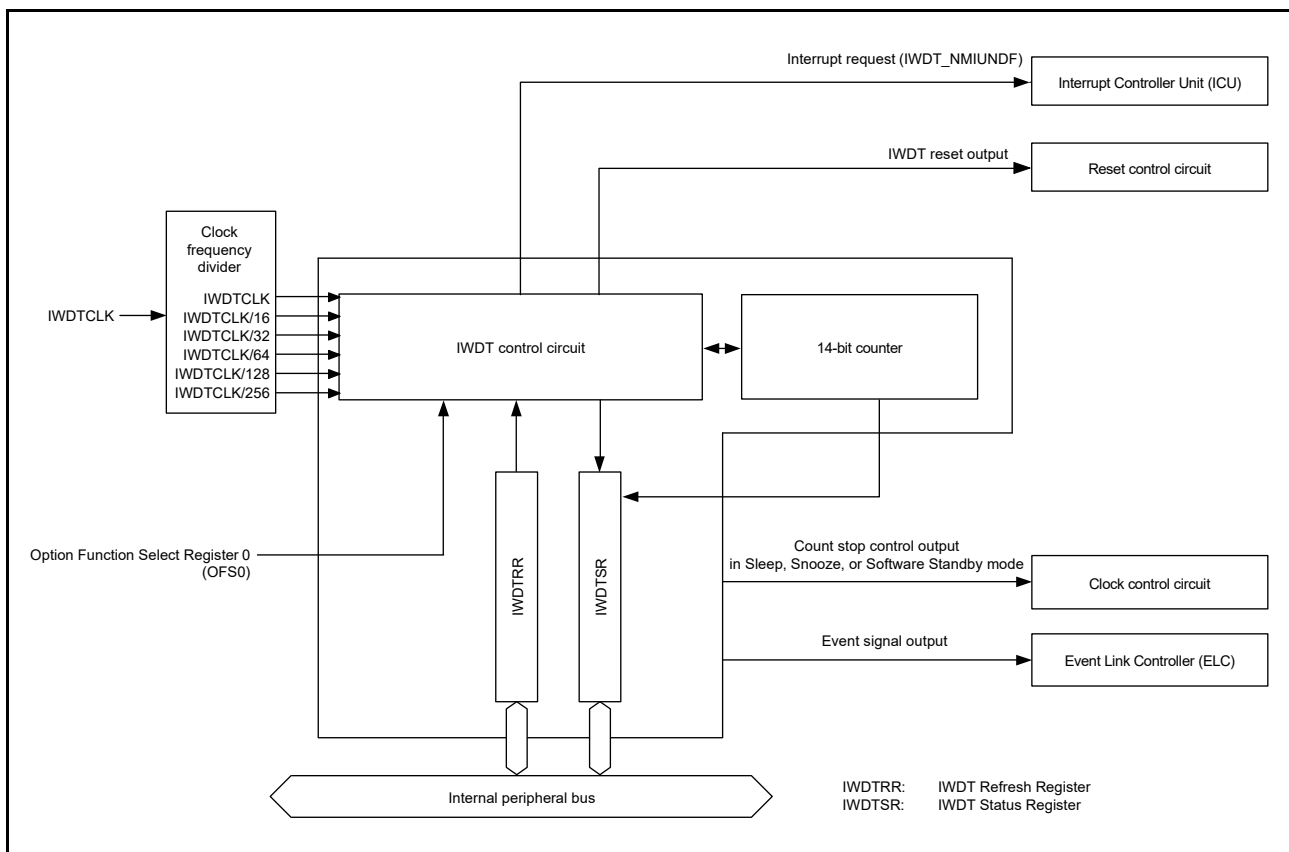 Interrupt request (IWDT_NMIUNDF)
Interrupt Controller Unit (ICU)
IWDT reset output
Reset control circuit
Clock
frequency
divider
IWDTCLK
IWDTCLK
IWDTCLK/16
IWDTCLK/32
IWDTCLK/64
IWDTCLK/128
IWDTCLK/256
IWDT control circuit
14-bit counter
Option Function Select Register 0
(OFS0)
IWDTRR
IWDTSR
Count stop control output
in Sleep, Snooze, or Software Standby mode
Clock control circuit
Event signal output
Event Link Controller (ELC)
Internal peripheral bus
IWDTRR: IWDT Refresh Register
IWDTSR: IWDT Status Register